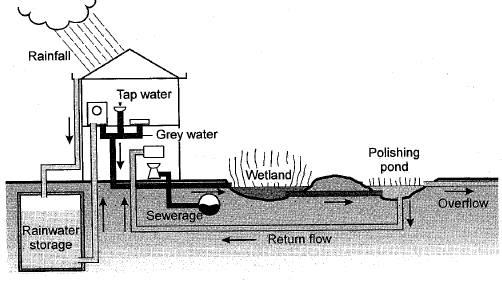 Rainfall
Tap water
Grey water
Wetland
Polishing
pond
Sewerage
Overflow
Rainwater
storage
Return flow